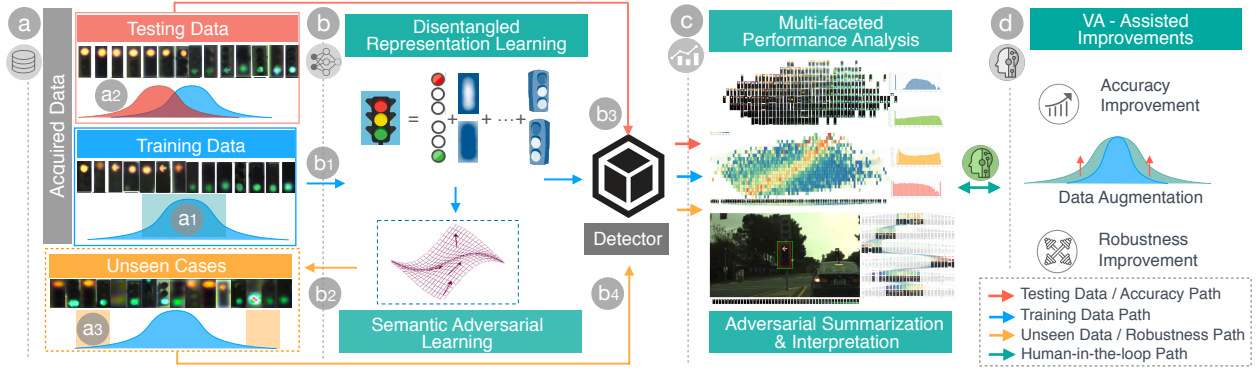 a
Acquired Data
Testing Data
a2
Training Data
a1
Unseen Cases
a3
b
Disentangled
Representation Learning
=
+
+
...
+
b1
b2
Semantic Adversarial
Learning
b3
Detector
b4
c
Multi-faceted
Performance Analysis
Adversarial Summarization
& Interpretation
d
VA - Assisted
Improvements
Accuracy
Improvement
Data Augmentation
Robustness
Improvement
Testing Data / Accuracy Path
Training Data Path
Unseen Data / Robustness Path
Human-in-the-loop Path